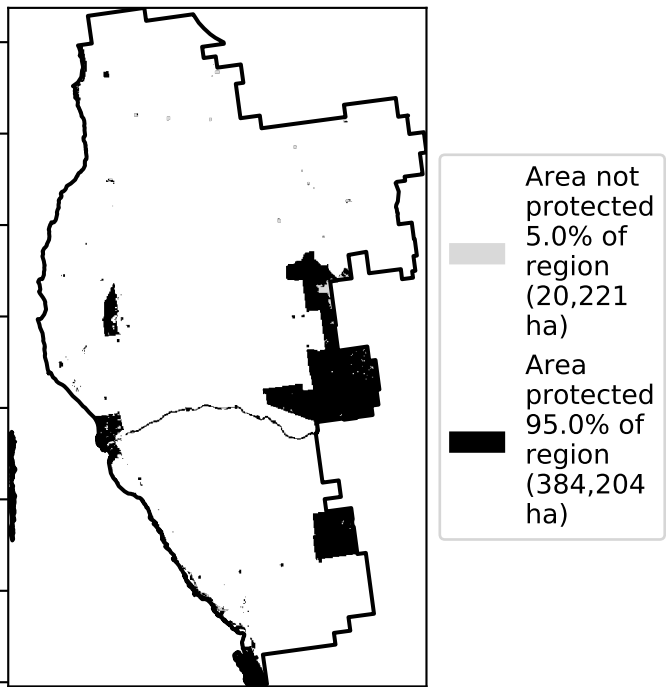 Area not
protected
5.0% of
region
(20,221
ha)
Area
protected
95.0% of
region
(384,204
ha)